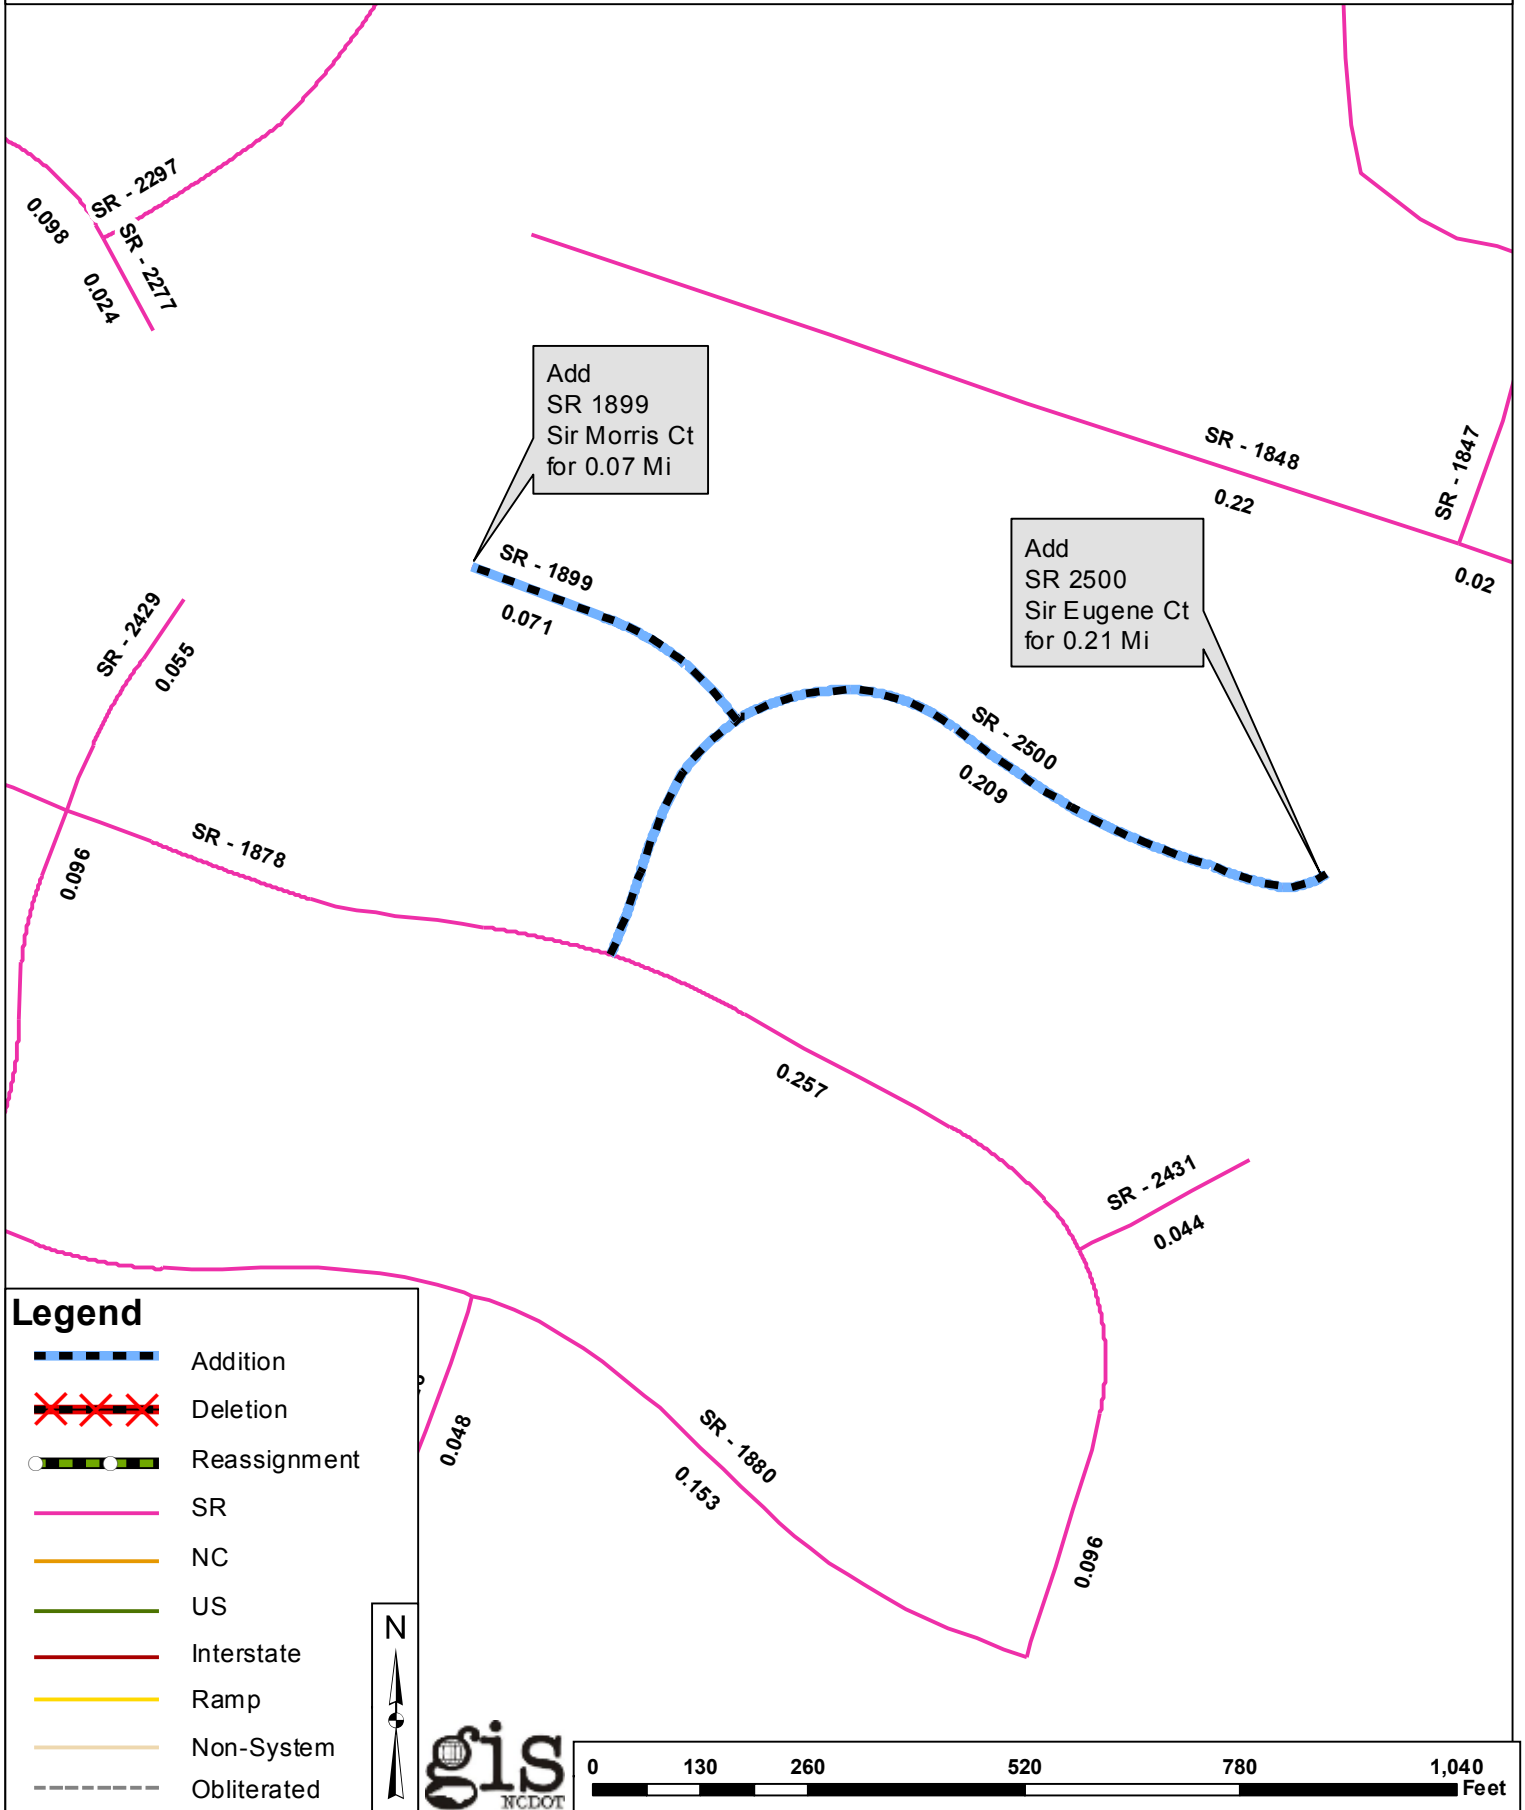 SR - 2297
0.098
SR - 2277
0.024
Add
SR 1899
Sir Morris Ct
for 0.07 Mi
SR - 1848
0.22
SR - 1847
0.02
Add
SR 2500
Sir Eugene Ct
for 0.21 Mi
SR - 1899
0.071
SR - 2429
0.055
SR - 2500
0.209
SR - 1878
0.096
0.257
SR - 2431
0.044
0.048
SR - 1880
0.153
0.096
Legend
Addition
Deletion
Reassignment
SR
NC
US
Interstate
Ramp
Non-System
Obliterated
N
gis
NCDOT
0 130 260 520 780 1,040
Feet